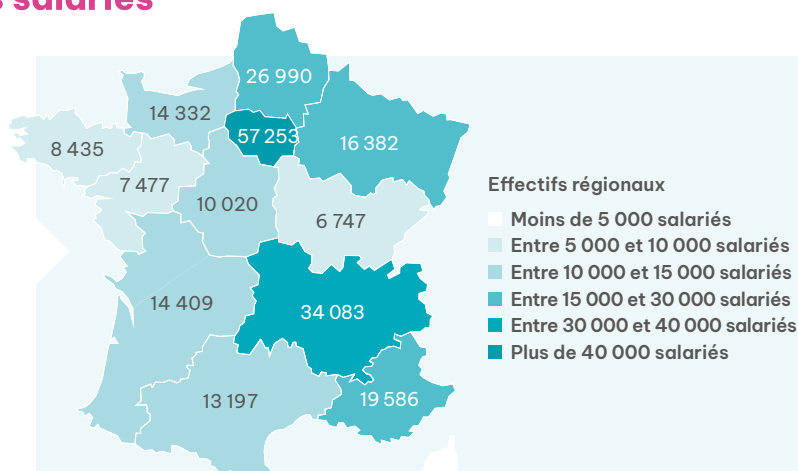 s salariés
26 990
14 332
57 253
16 382
8 435
7 477
10 020
6 747
14 409
34 083
13 197
19 586
Effectifs régionaux
Moins de 5 000 salariés
Entre 5 000 et 10 000 salariés
Entre 10 000 et 15 000 salariés
Entre 15 000 et 30 000 salariés
Entre 30 000 et 40 000 salariés
Plus de 40 000 salariés